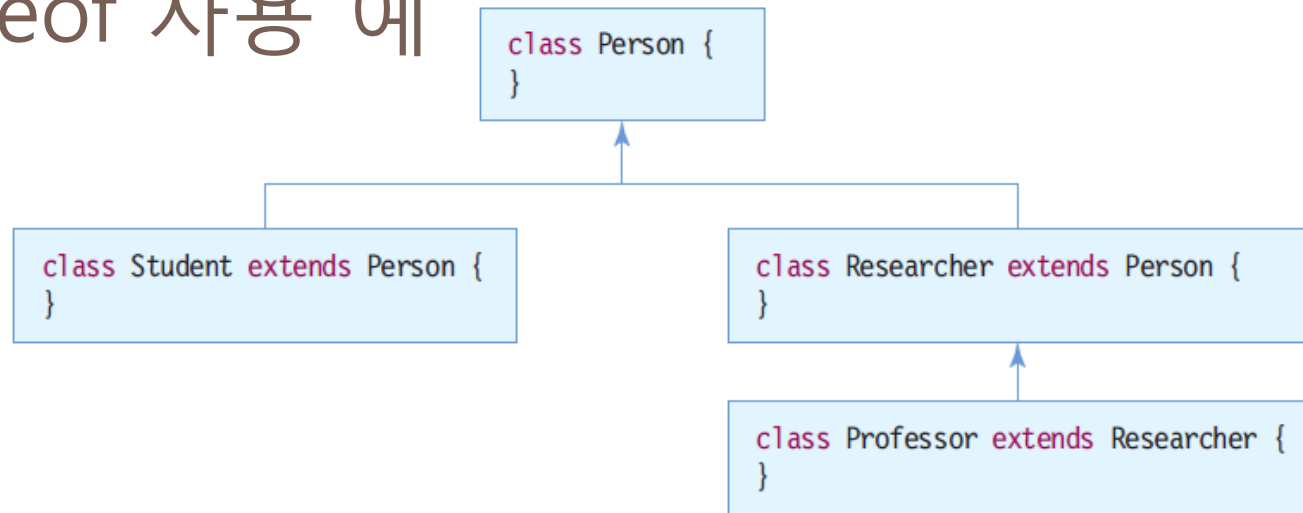 eof 사용 예
class Person {
}
class Student extends Person {
}
class Researcher extends Person {
}
class Professor extends Researcher {
}